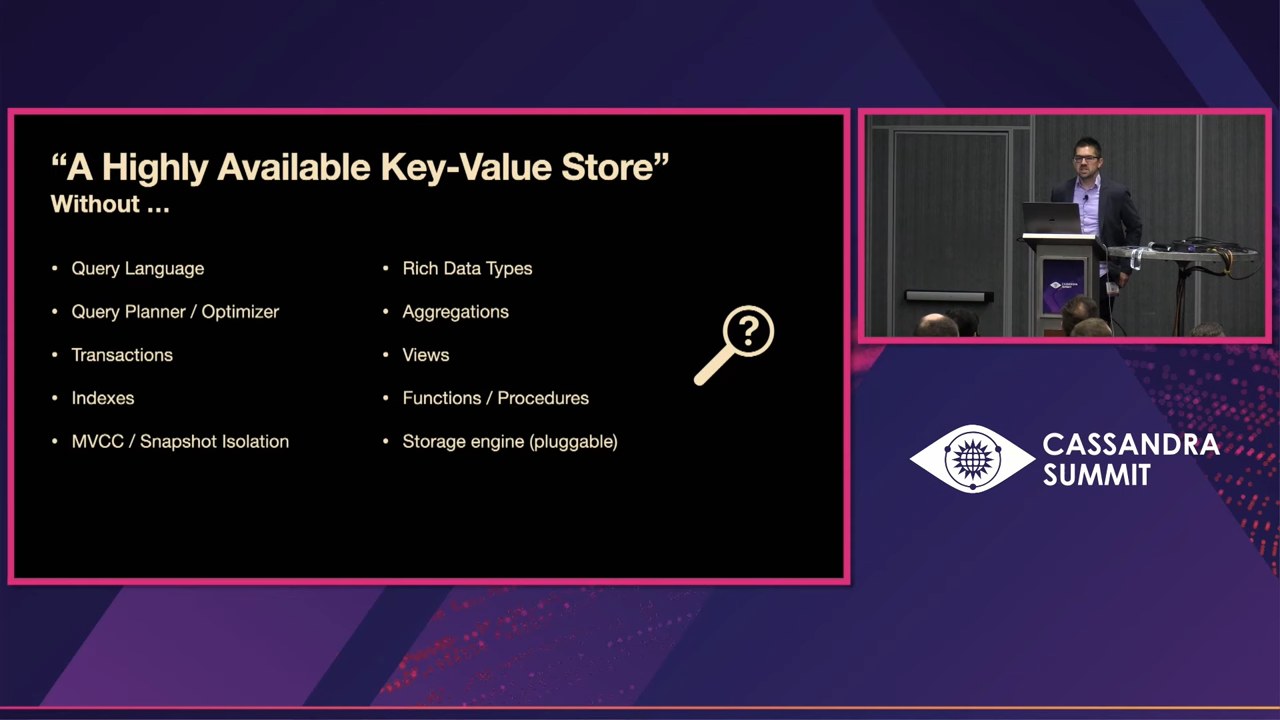 “A Highly Available Key-Value Store”
Without ...
• Query Language
• Query Planner / Optimizer
• Transactions
• Indexes
• MVCC / Snapshot Isolation
• Rich Data Types
• Aggregations
• Views
• Functions / Procedures
• Storage engine (pluggable)
?
CASSANDRA
SUMMIT